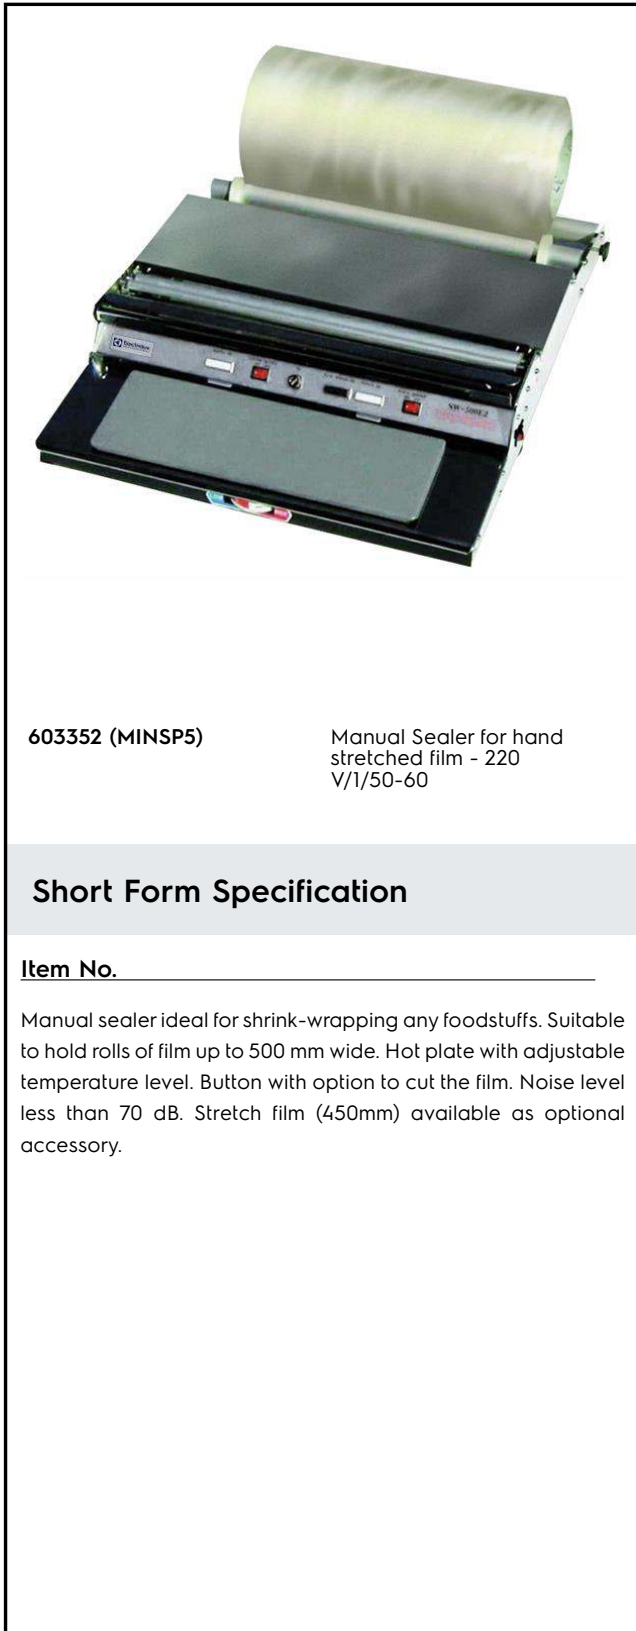 Electrolux
SW-500E2
603352 (MINSP5)
Manual Sealer for hand
stretched film - 220
V/1/50-60
Short Form Specification
Item No.
Manual sealer ideal for shrink-wrapping any foodstuffs. Suitable
to hold rolls of film up to 500 mm wide. Hot plate with adjustable
temperature level. Button with option to cut the film. Noise level
less than 70 dB. Stretch film (450mm) available as optional
accessory.